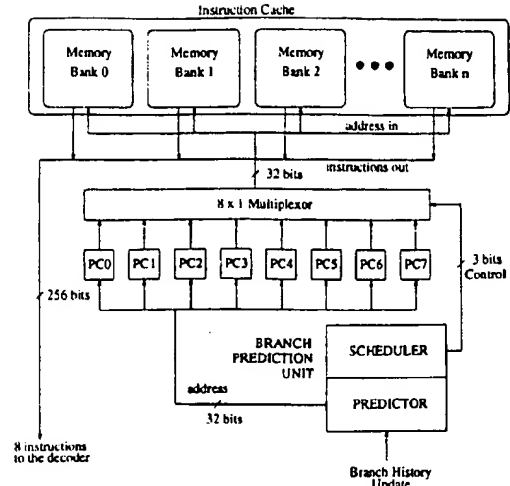 Instruction Cache
Memory
Bank 0
Memory
Bank 1
Memory
Bank 2
Memory
Bank n
address in
instructions out
32 bits
8 x 1 Multiplexor
PC0
PC1
PC2
PC3
PC4
PC5
PC6
PC7
3 bits
Control
256 bits
BRANCH
PREDICTION
UNIT
SCHEDULER
PREDICTOR
address
32 bits
8 instructions
to the decoder
Branch History
Update